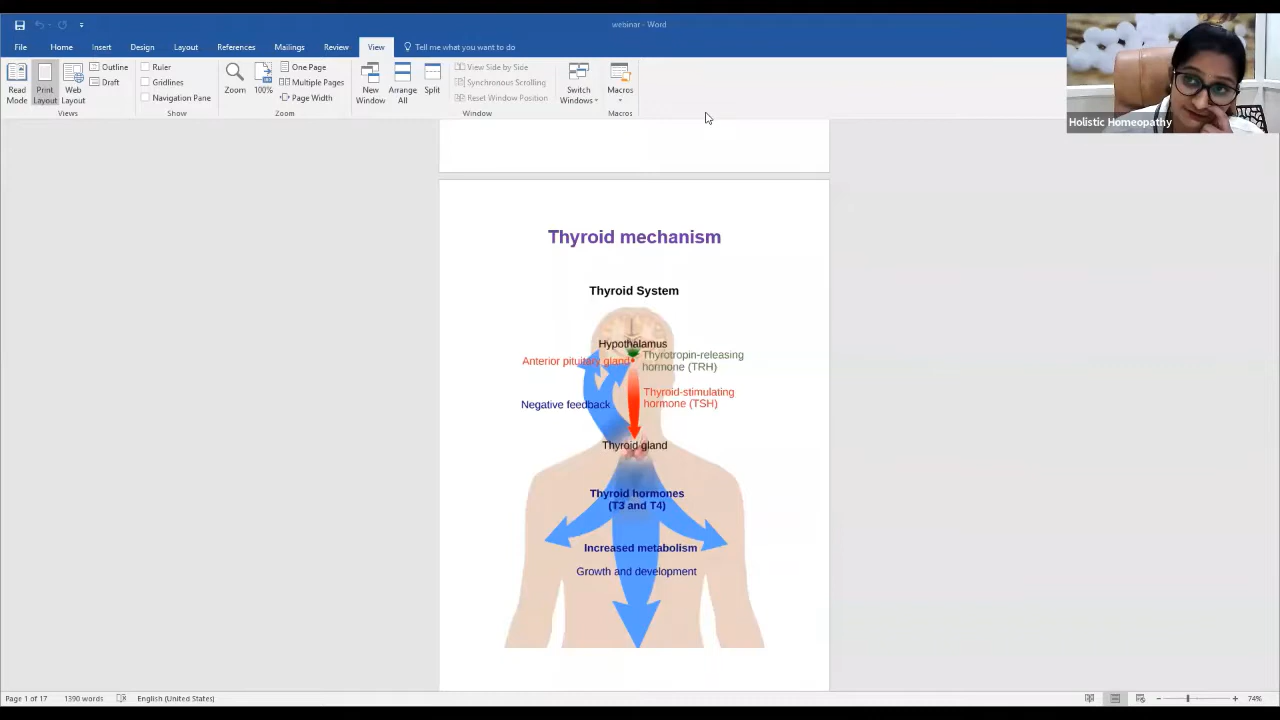 webinar - Word
File Home Insert Design Layout References Mailings Review View Tell me what you want to do
Read Mode
Print Layout
Web Layout
Outline
Draft
Views
Ruler
Gridlines
Navigation Pane
Show
Zoom
100%
One Page
Multiple Pages
Page Width
Zoom
New Window
Arrange All
Split
View Side by Side
Synchronous Scrolling
Reset Window Position
Window
Switch Windows
Macros
Macros
Holistic Homeopathy
Thyroid mechanism
Thyroid System
Hypothalamus
Anterior pituitary gland
Thyrotropin-releasing
hormone (TRH)
Thyroid-stimulating
hormone (TSH)
Negative feedback
Thyroid gland
Thyroid hormones
(T3 and T4)
Increased metabolism
Growth and development
Page 1 of 17 1390 words English (United States) 74%